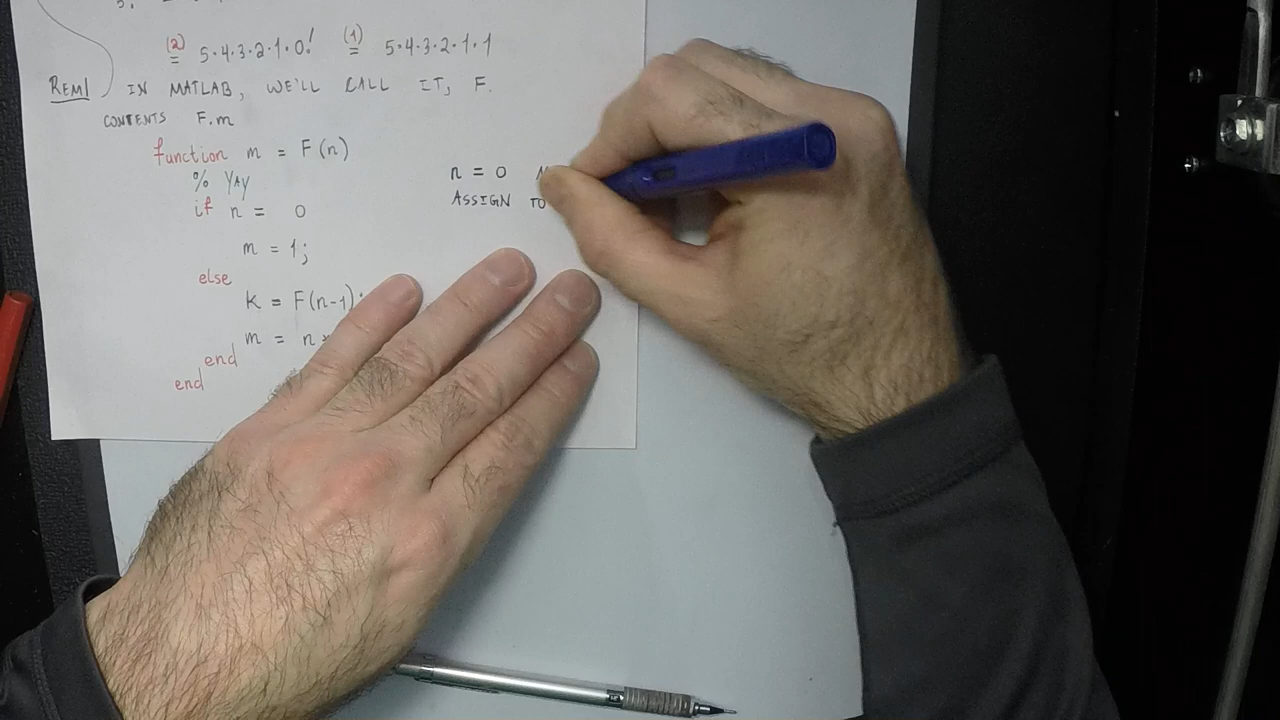 (2) = 5·4·3·2·1·0! (1) = 5·4·3·2·1·1
REM| IN MATLAB, WE'LL CALL IT, F.
CONTENTS F.m
function m = F(n)
% YAY
if n = 0
m = 1;
else
k = F(n-1);
m = n*
end
end
n = 0
ASSIGN TO